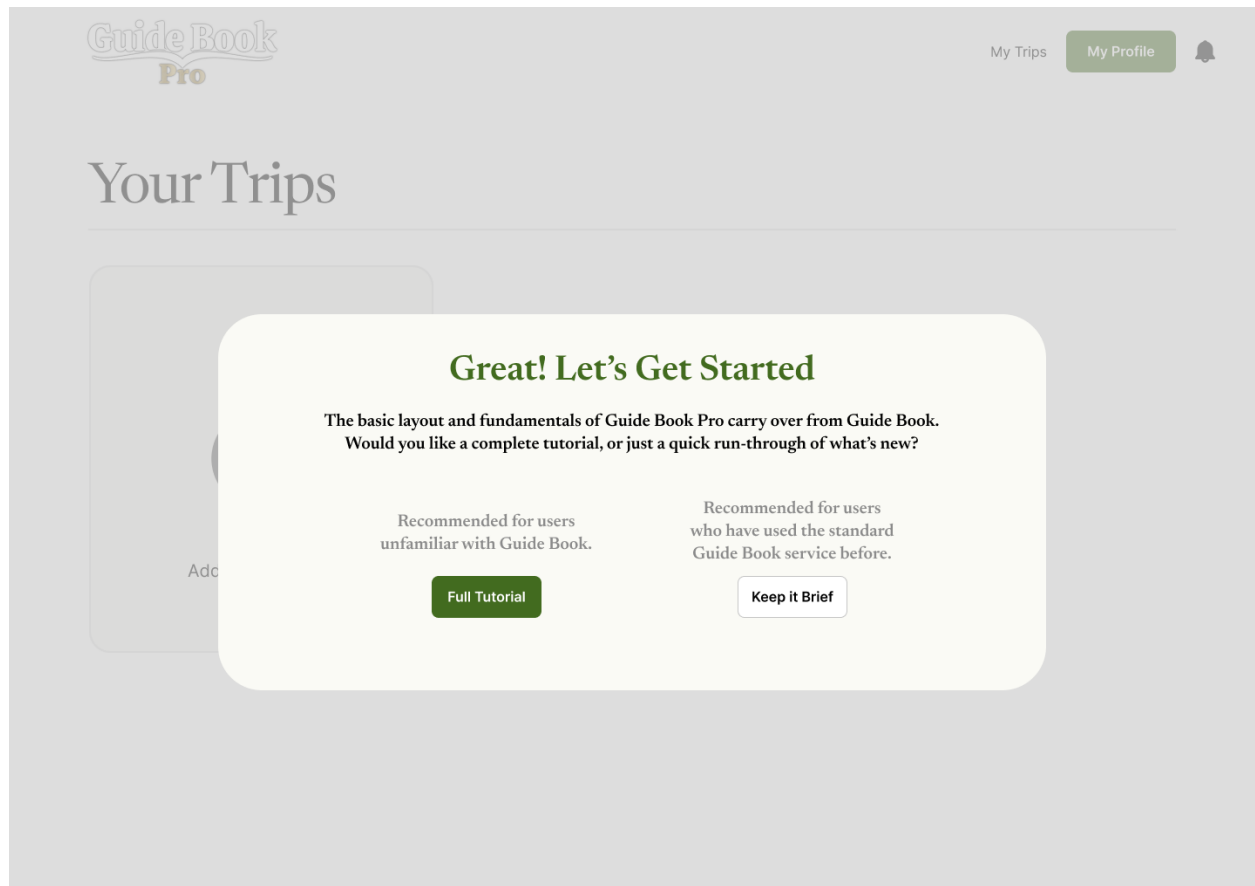 Guide Book
Pro
My Trips
My Profile
Your Trips
Great! Let’s Get Started
The basic layout and fundamentals of Guide Book Pro carry over from Guide Book.
Would you like a complete tutorial, or just a quick run-through of what’s new?
Recommended for users
unfamiliar with Guide Book.
Full Tutorial
Recommended for users
who have used the standard
Guide Book service before.
Keep it Brief
Add